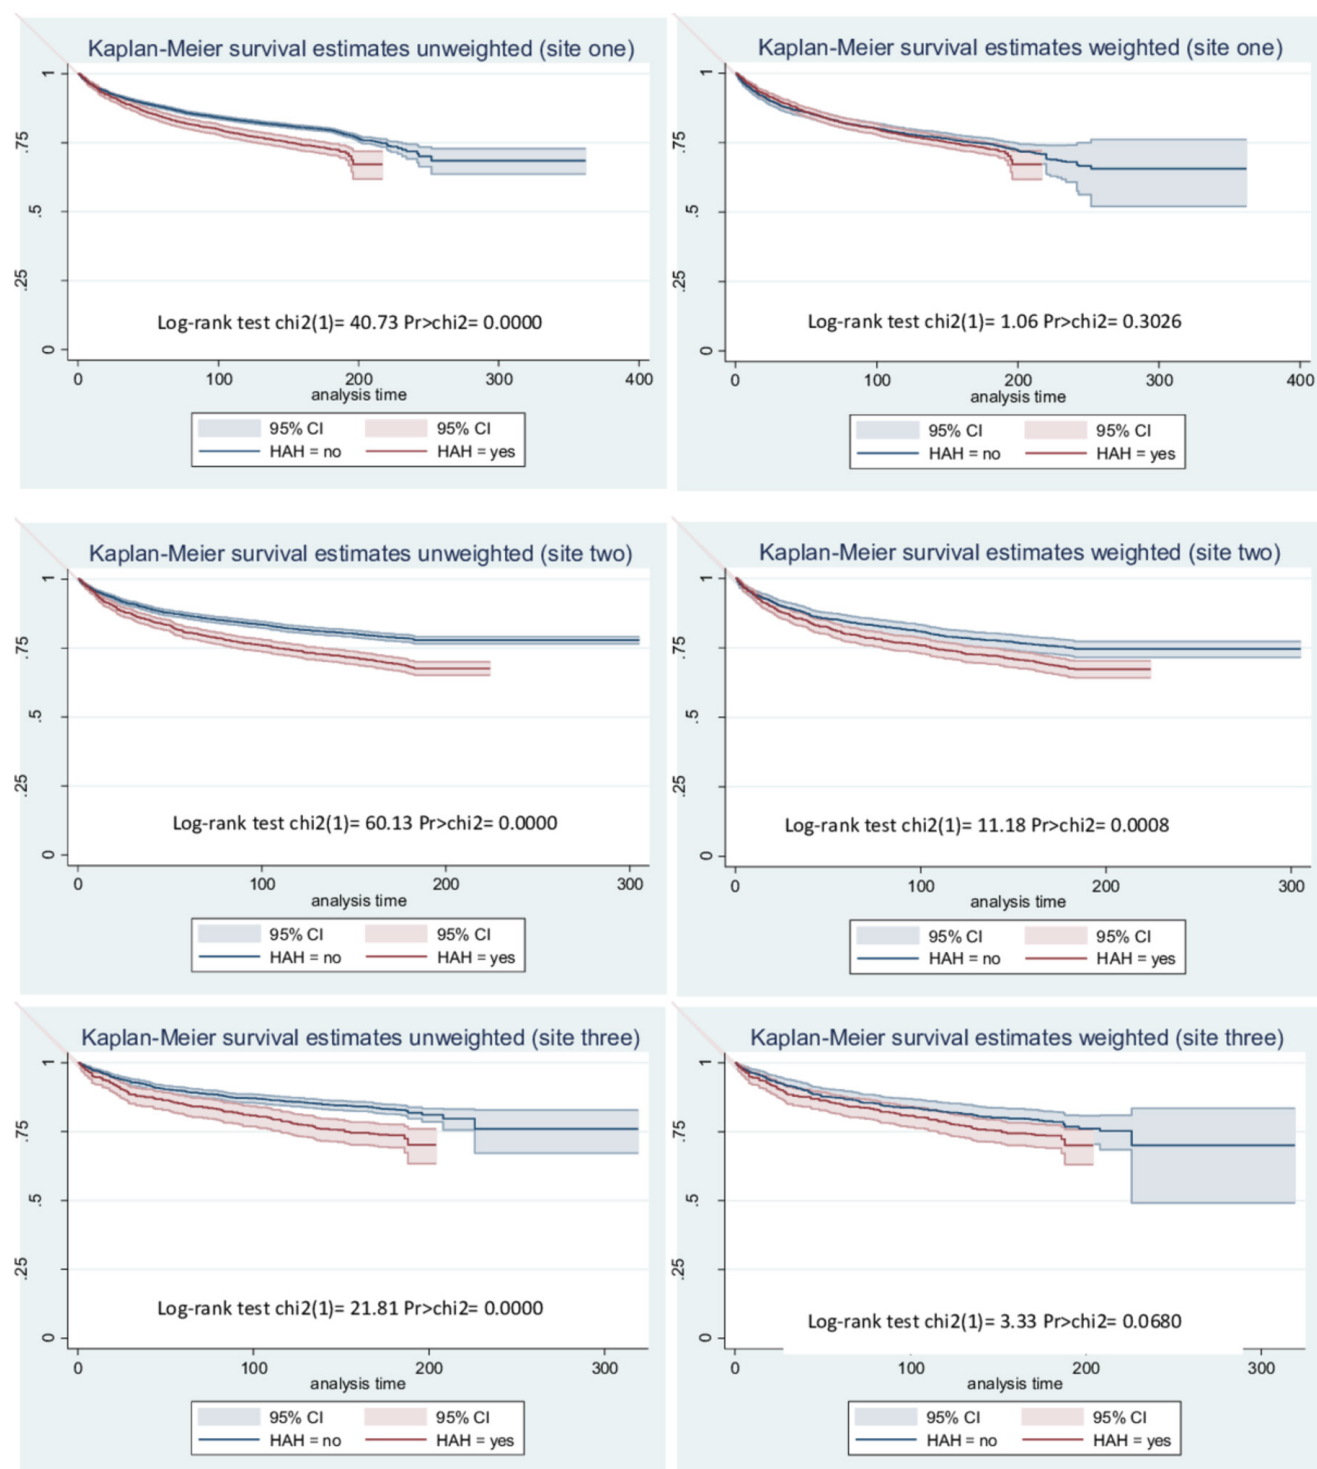 Kaplan-Meier survival estimates unweighted (site one)
1
.75
.5
.25
0
Log-rank test chi2(1)= 40.73 Pr>chi2= 0.0000
0 100 200 300 400
analysis time
95% CI 95% CI
HAH = no HAH = yes
Kaplan-Meier survival estimates weighted (site one)
1
.75
.5
.25
0
Log-rank test chi2(1)= 1.06 Pr>chi2= 0.3026
0 100 200 300 400
analysis time
95% CI 95% CI
HAH = no HAH = yes
Kaplan-Meier survival estimates unweighted (site two)
1
.75
.5
.25
0
Log-rank test chi2(1)= 60.13 Pr>chi2= 0.0000
0 100 200 300
analysis time
95% CI 95% CI
HAH = no HAH = yes
Kaplan-Meier survival estimates weighted (site two)
1
.75
.5
.25
0
Log-rank test chi2(1)= 11.18 Pr>chi2= 0.0008
0 100 200 300
analysis time
95% CI 95% CI
HAH = no HAH = yes
Kaplan-Meier survival estimates unweighted (site three)
1
.75
.5
.25
0
Log-rank test chi2(1)= 21.81 Pr>chi2= 0.0000
0 100 200 300
analysis time
95% CI 95% CI
HAH = no HAH = yes
Kaplan-Meier survival estimates weighted (site three)
1
.75
.5
.25
0
Log-rank test chi2(1)= 3.33 Pr>chi2= 0.0680
0 100 200 300
analysis time
95% CI 95% CI
HAH = no HAH = yes